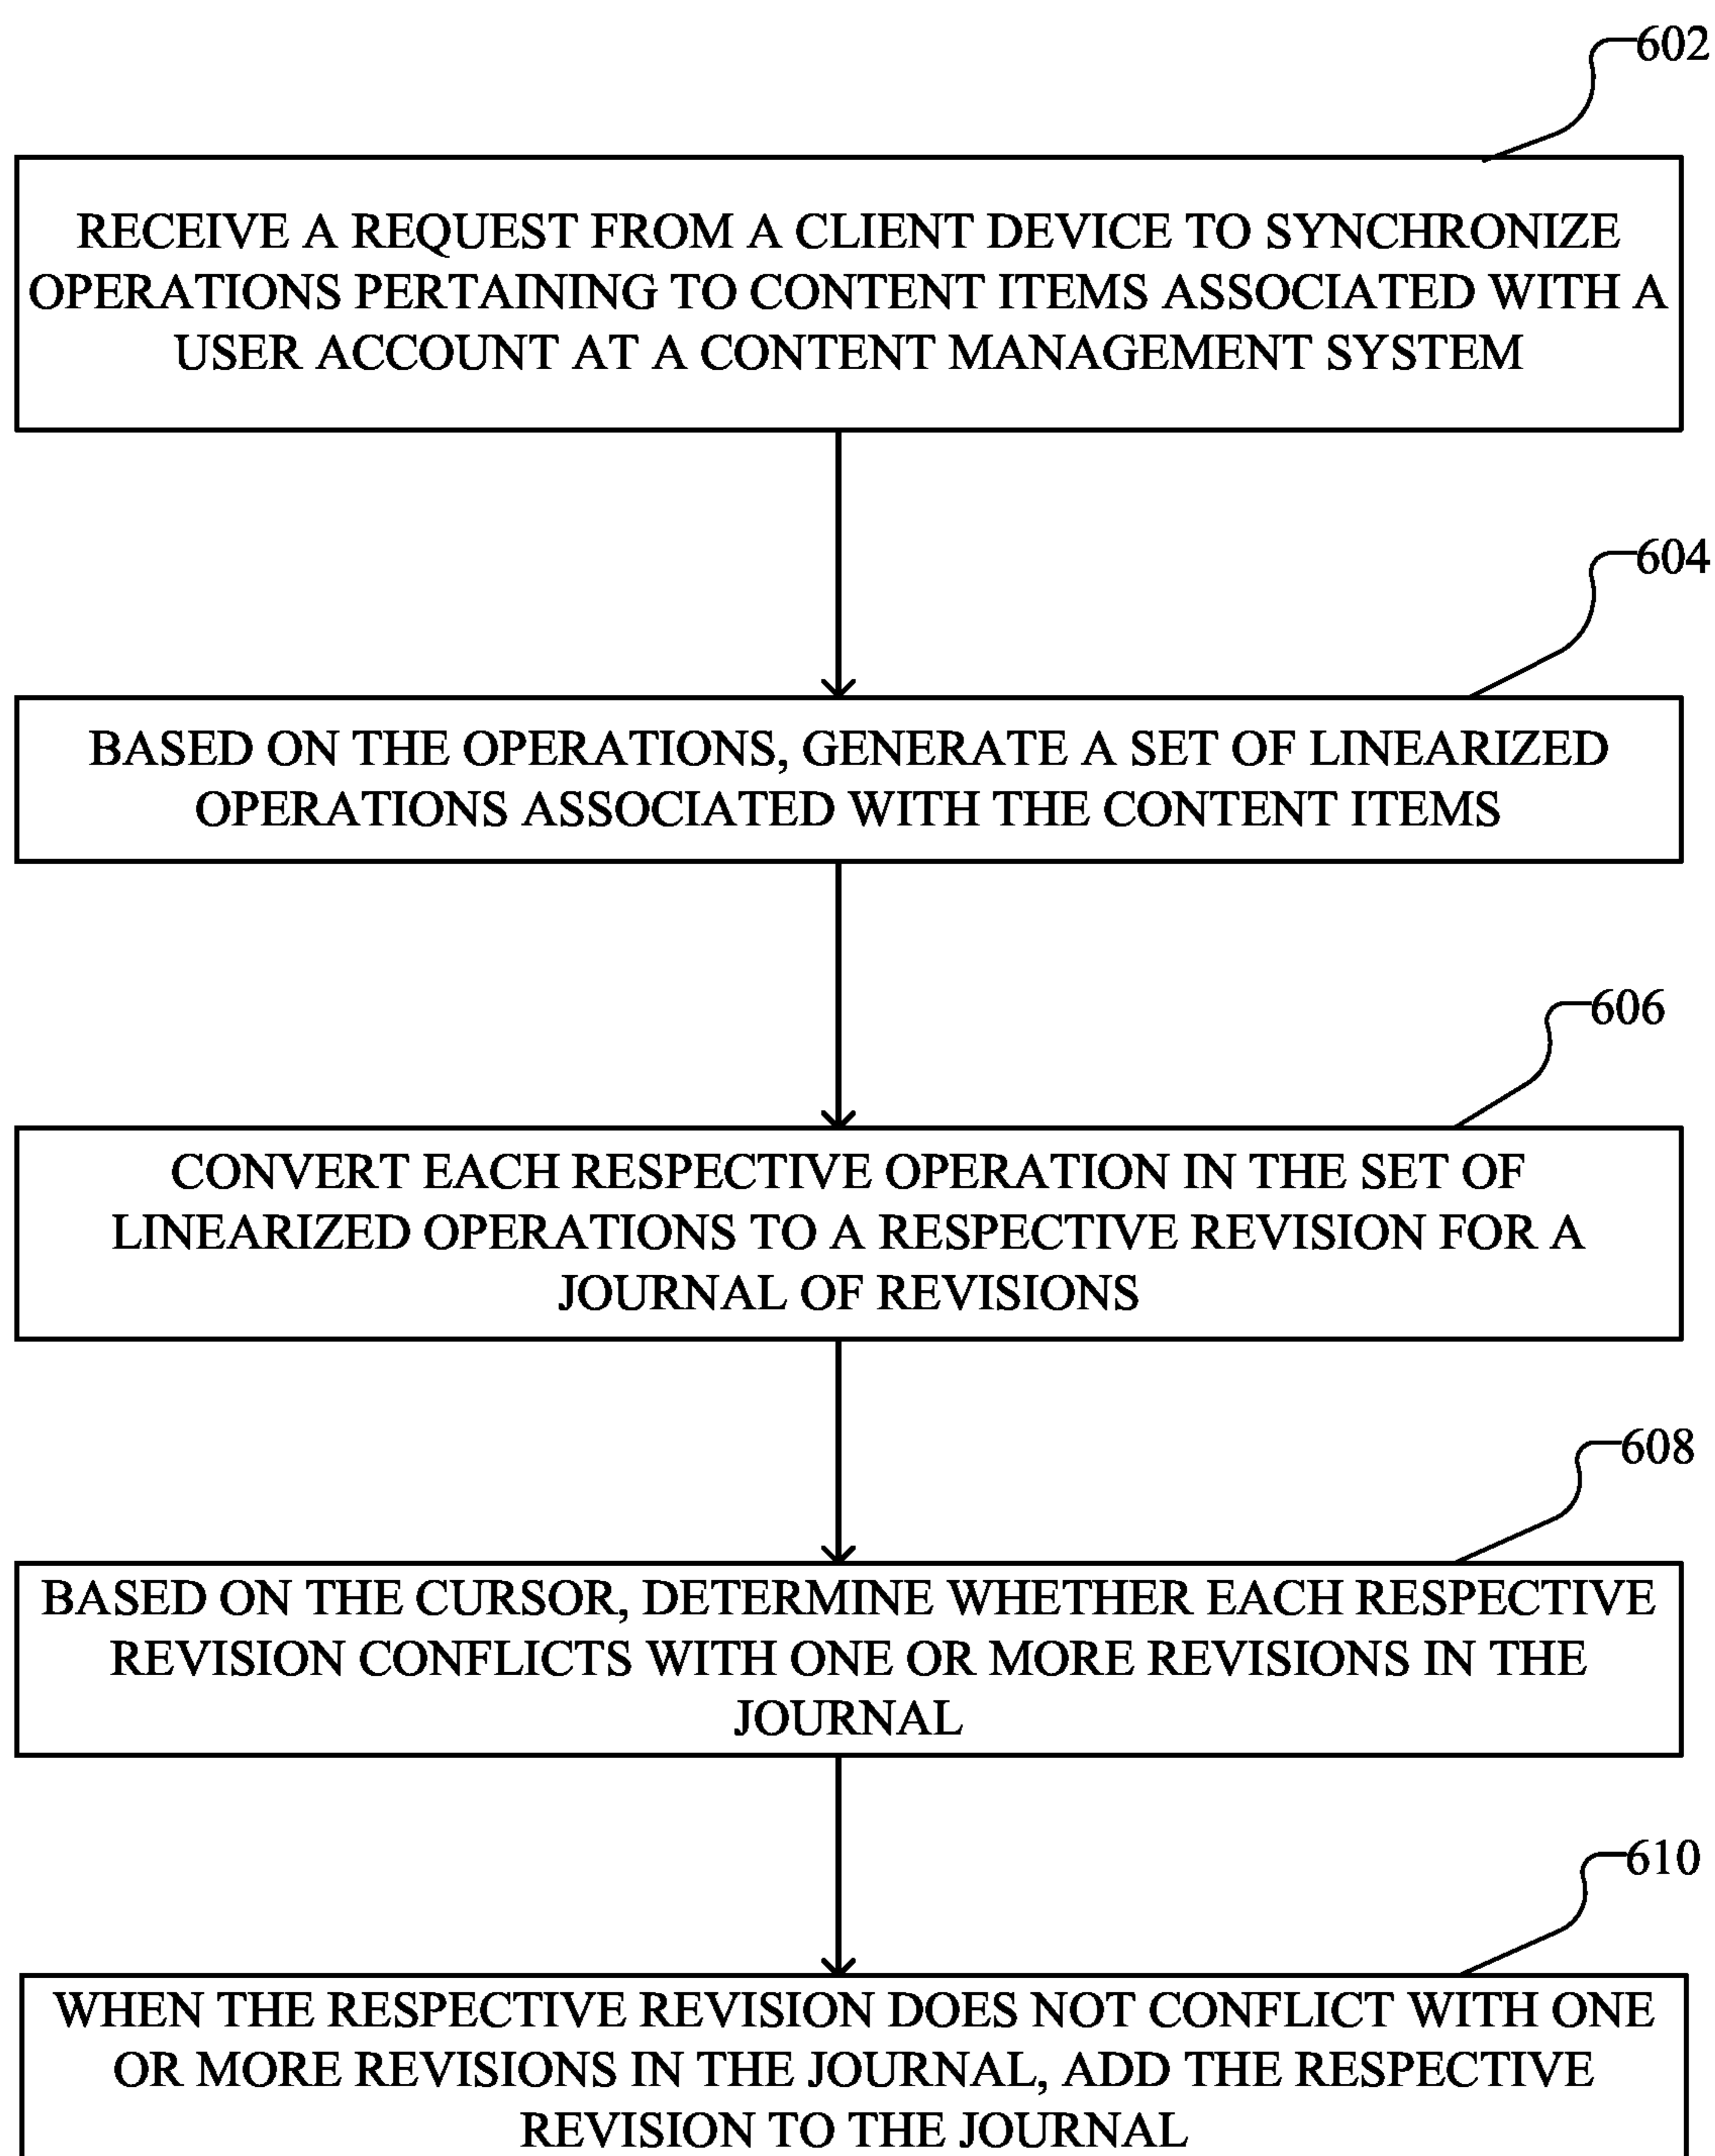 602
RECEIVE A REQUEST FROM A CLIENT DEVICE TO SYNCHRONIZE
OPERATIONS PERTAINING TO CONTENT ITEMS ASSOCIATED WITH A
USER ACCOUNT AT A CONTENT MANAGEMENT SYSTEM
604
BASED ON THE OPERATIONS, GENERATE A SET OF LINEARIZED
OPERATIONS ASSOCIATED WITH THE CONTENT ITEMS
606
CONVERT EACH RESPECTIVE OPERATION IN THE SET OF
LINEARIZED OPERATIONS TO A RESPECTIVE REVISION FOR A
JOURNAL OF REVISIONS
608
BASED ON THE CURSOR, DETERMINE WHETHER EACH RESPECTIVE
REVISION CONFLICTS WITH ONE OR MORE REVISIONS IN THE
JOURNAL
610
WHEN THE RESPECTIVE REVISION DOES NOT CONFLICT WITH ONE
OR MORE REVISIONS IN THE JOURNAL, ADD THE RESPECTIVE
REVISION TO THE JOURNAL